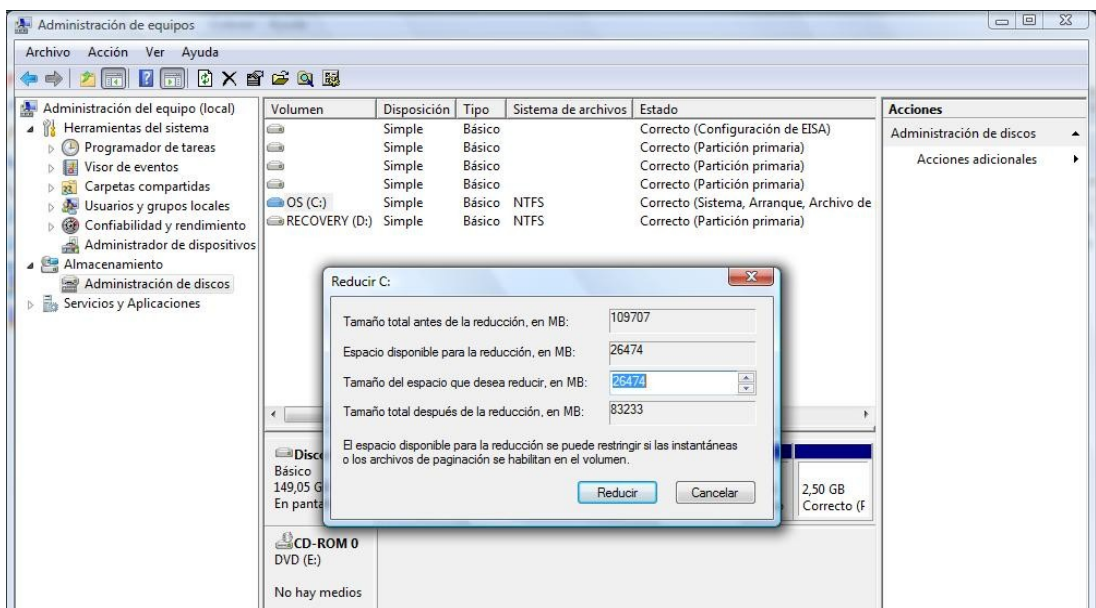 Administración de equipos
Archivo Acción Ver Ayuda
Administración del equipo (local)
Herramientas del sistema
Programador de tareas
Visor de eventos
Carpetas compartidas
Usuarios y grupos locales
Confiabilidad y rendimiento
Administrador de dispositivos
Almacenamiento
Administración de discos
Servicios y Aplicaciones
Volumen Disposición Tipo Sistema de archivos Estado
Simple Básico Correcto (Configuración de EISA)
Simple Básico Correcto (Partición primaria)
Simple Básico Correcto (Partición primaria)
Simple Básico Correcto (Partición primaria)
OS (C:) Simple Básico NTFS Correcto (Sistema, Arranque, Archivo de
RECOVERY (D:) Simple Básico NTFS Correcto (Partición primaria)
Acciones
Administración de discos
Acciones adicionales
Reducir C:
Tamaño total antes de la reducción, en MB: 109707
Espacio disponible para la reducción, en MB: 26474
Tamaño del espacio que desea reducir, en MB: 26474
Tamaño total después de la reducción, en MB: 83233
El espacio disponible para la reducción se puede restringir si las instantáneas
o los archivos de paginación se habilitan en el volumen.
Reducir Cancelar
Disco
Básico
149,05 G
En panta
2,50 GB
Correcto (F
CD-ROM 0
DVD (E:)
No hay medios